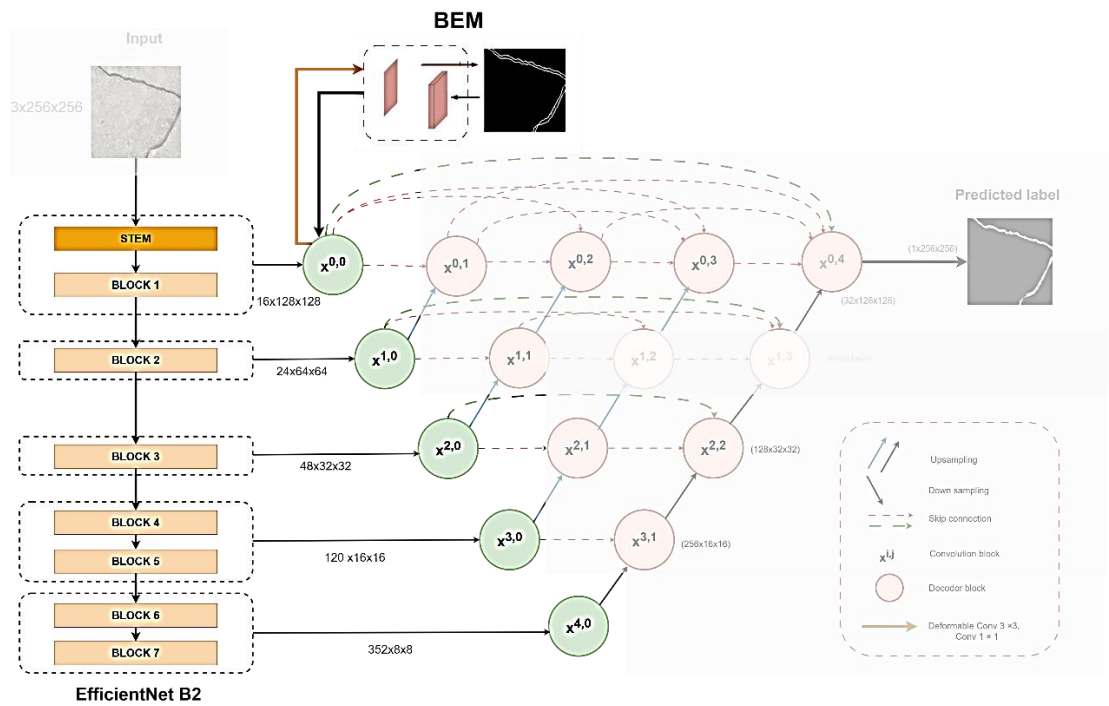 BEM
Input
3x256x256
STEM
BLOCK 1
16x128x128
x0,0
x0,1
x0,2
x0,3
x0,4
(1x256x256)
Predicted label
(32x128x128)
BLOCK 2
24x64x64
x1,0
x1,1
x1,2
x1,3
BLOCK 3
48x32x32
x2,0
x2,1
x2,2
(128x32x32)
BLOCK 4
BLOCK 5
120 x16x16
x3,0
x3,1
(256x16x16)
BLOCK 6
BLOCK 7
352x8x8
x4,0
EfficientNet B2
Upsampling
Down sampling
Skip connection
xi,j
Convolution block
Docodor block
Deformable Conv 3 ×3,
Conv 1 × 1